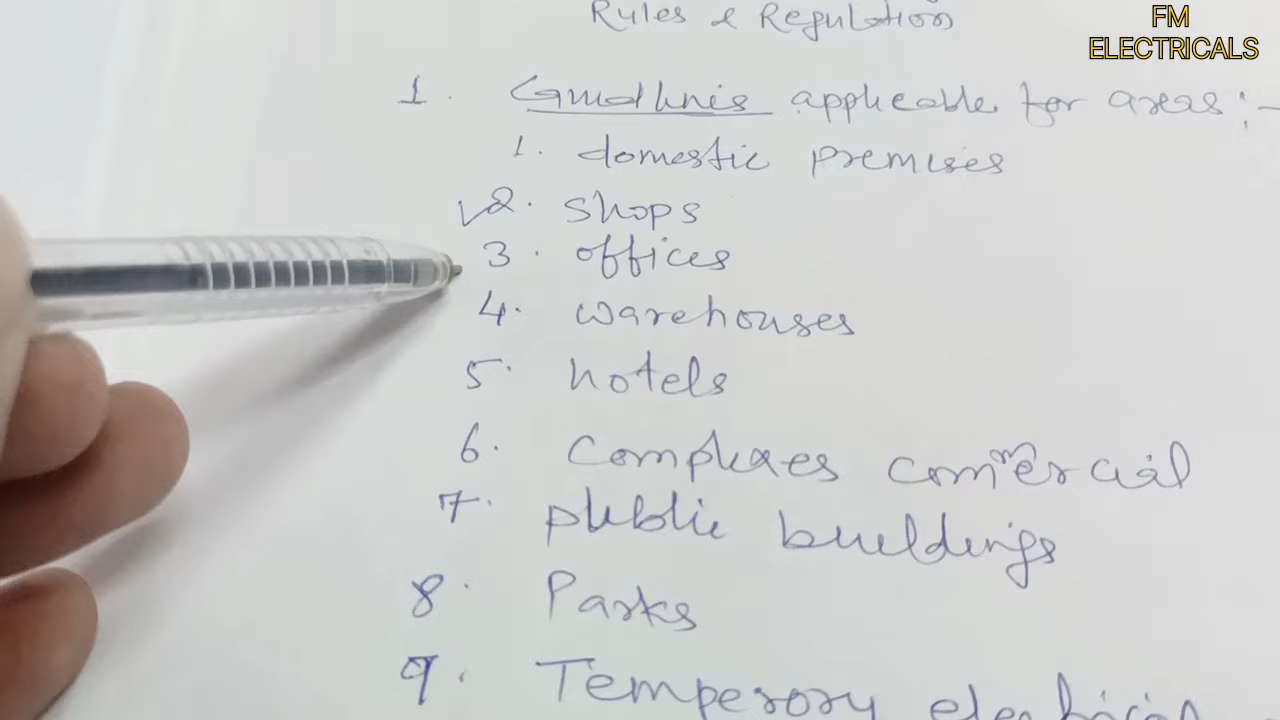 Rules & Regulation
FM
ELECTRICALS
1. Guidlines applicable for areas:-
1. domestic premises
2. shops
3. offices
4. warehouses
5. hotels
6. Complexes commercial
7. public buildings
8. Parks
9. Temperory electrical